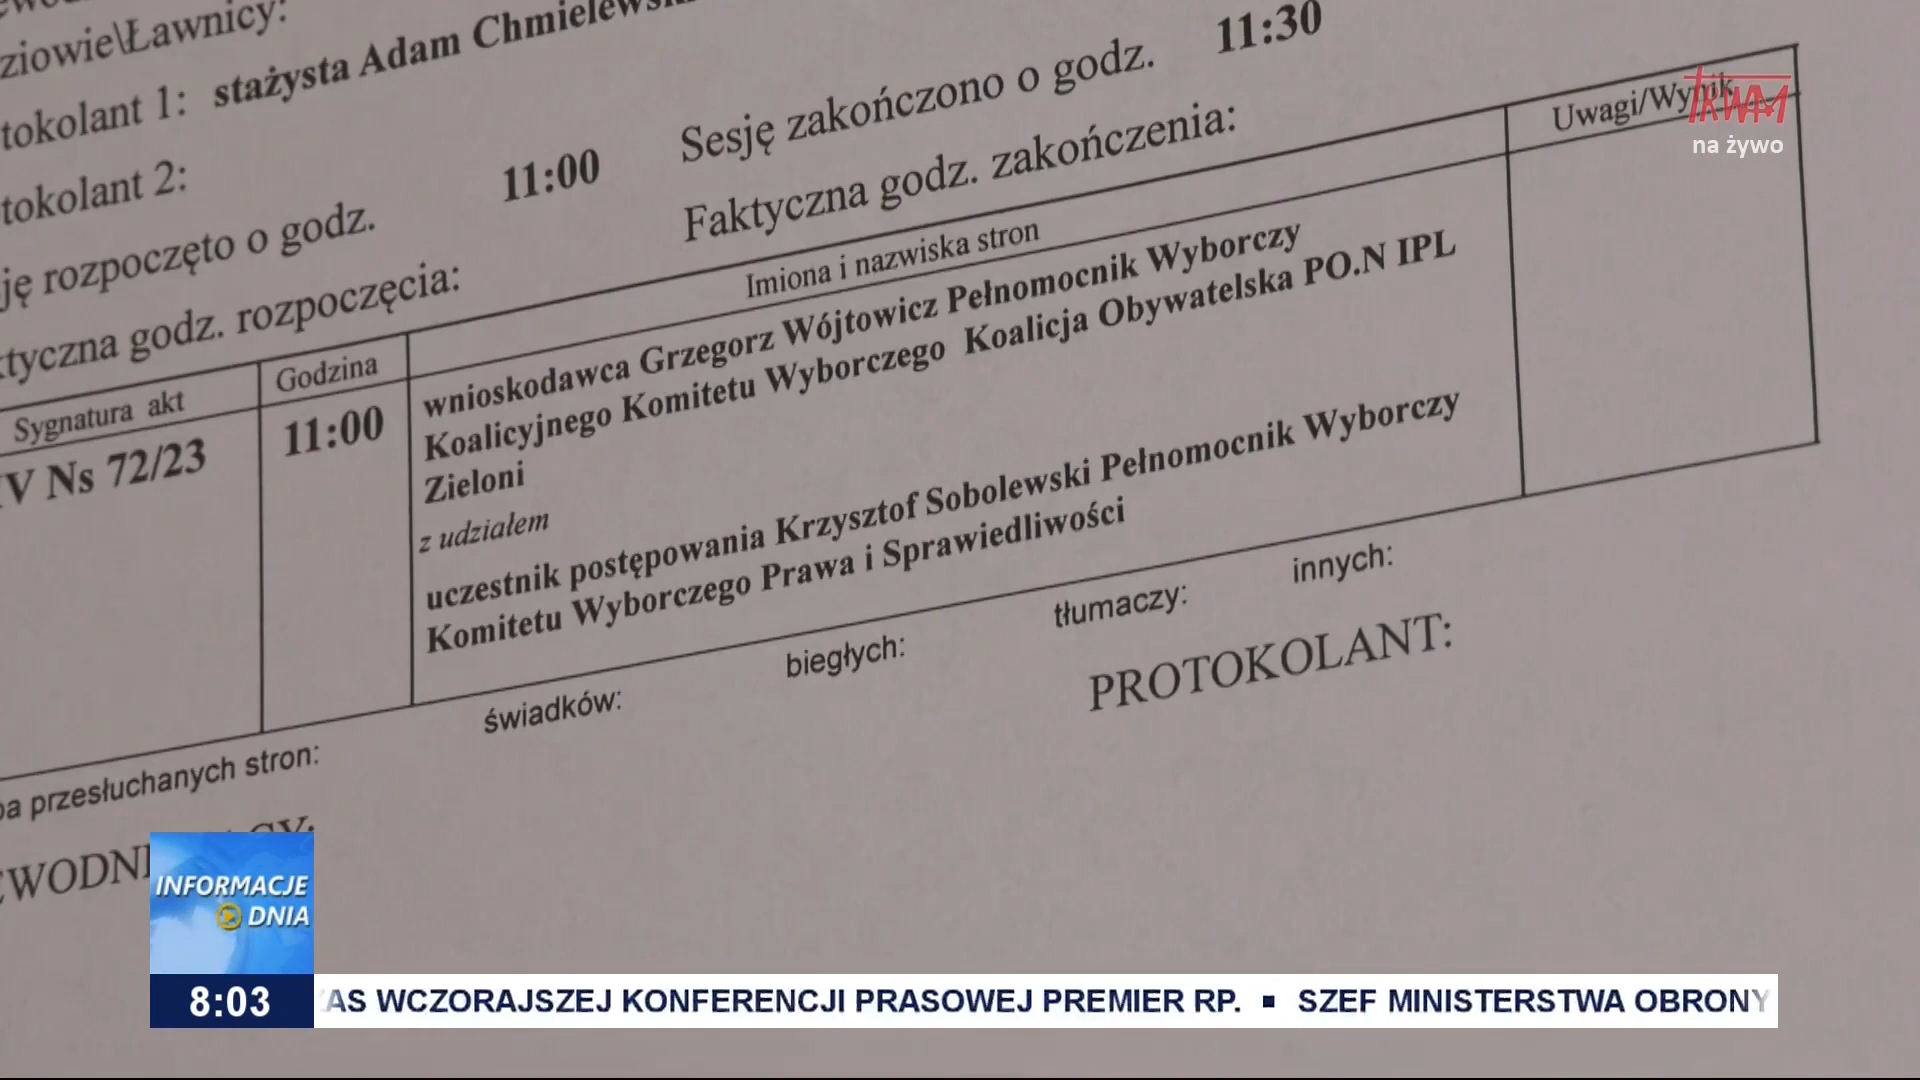 ziowie\Ławnicy:
tokolant 1: stażysta Adam
tokolant 2:
ję rozpoczęto o godz. 11:00 Sesję zakończono o godz. 11:30
godz. rozpoczęcia: Faktyczna godz. zakończenia:
Sygnatura akt Godzina Imiona i nazwiska stron Uwagi/Wynik
V Ns 72/23 11:00
wnioskodawca Grzegorz Wójtowicz Pełnomocnik Wyborczy
Koalicyjnego Komitetu Wyborczego Koalicja Obywatelska PO.N IPL
Zieloni
z udziałem
uczestnik postępowania Krzysztof Sobolewski Pełnomocnik Wyborczy
Komitetu Wyborczego Prawa i Sprawiedliwości
przesłuchanych stron: świadków: biegłych: tłumaczy: innych:
PROTOKOLANT:
TRWAM
na żywo
INFORMACJE
DNIA
8:03 AS WCZORAJSZEJ KONFERENCJI PRASOWEJ PREMIER RP. ▪ SZEF MINISTERSTWA OBRONY